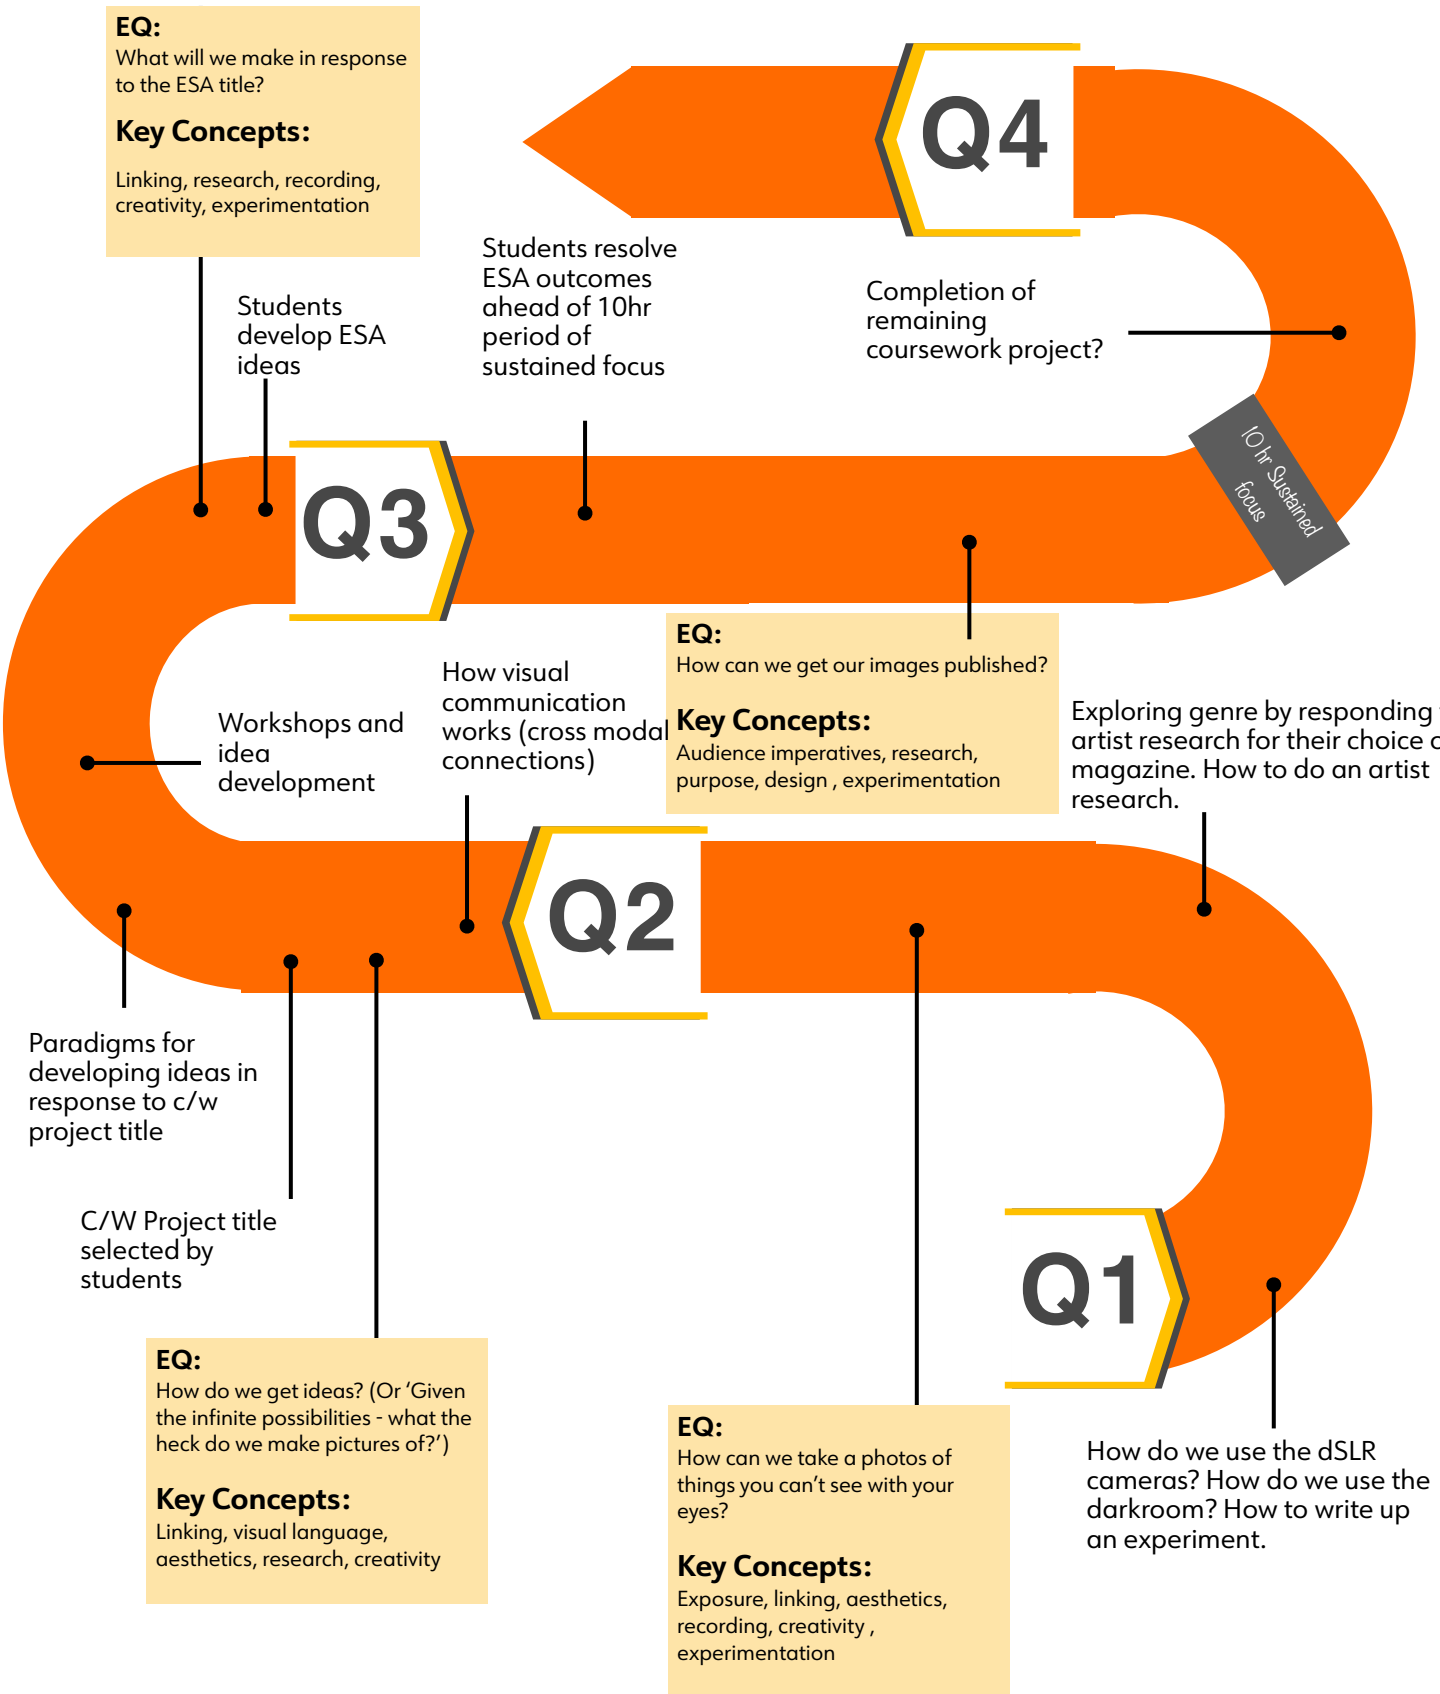 EQ:
What will we make in response
to the ESA title?
Key Concepts:
Linking, research, recording,
creativity, experimentation
Q4
Students resolve
ESA outcomes
ahead of 10hr
period of
sustained focus
Completion of
remaining
coursework project?
Students
develop ESA
ideas
10 hr Sustained
focus
Q3
EQ:
How can we get our images published?
Key Concepts:
Audience imperatives, research,
purpose, design , experimentation
How visual
communication
works (cross modal
connections)
Workshops and
idea
development
Exploring genre by responding
artist research for their choice
magazine. How to do an artist
research.
Q2
Paradigms for
developing ideas in
response to c/w
project title
C/W Project title
selected by
students
Q1
EQ:
How do we get ideas? (Or ‘Given
the infinite possibilities - what the
heck do we make pictures of?’)
Key Concepts:
Linking, visual language,
aesthetics, research, creativity
EQ:
How can we take a photos of
things you can’t see with your
eyes?
Key Concepts:
Exposure, linking, aesthetics,
recording, creativity ,
experimentation
How do we use the dSLR
cameras? How do we use the
darkroom? How to write up
an experiment.